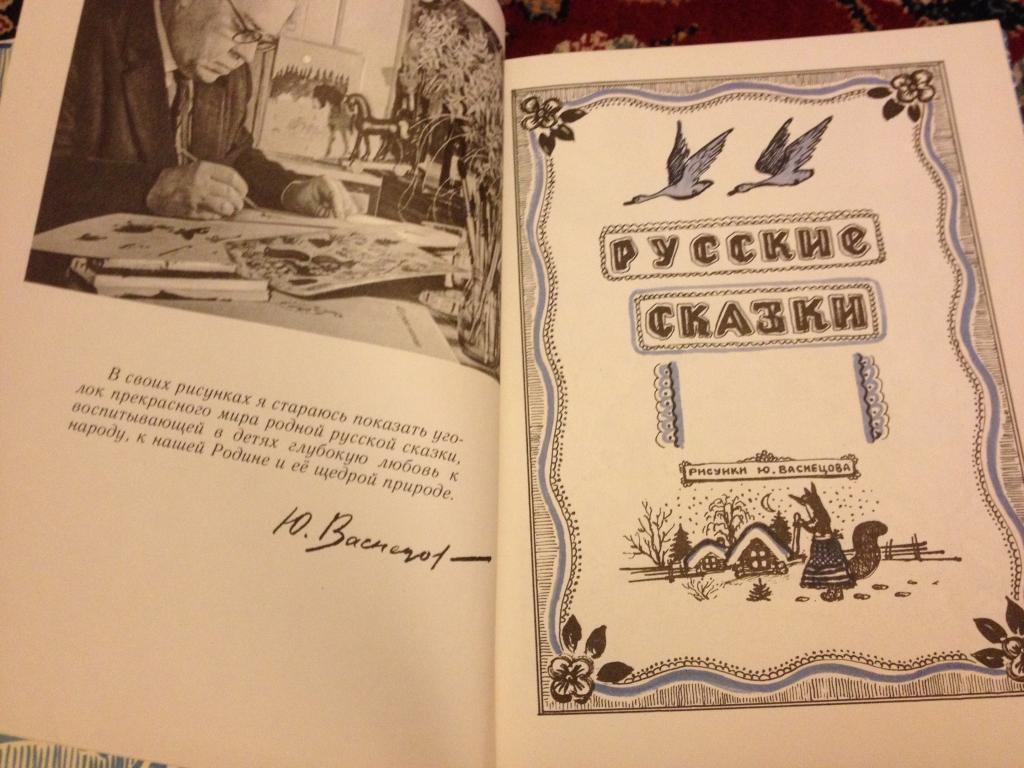 В своих рисунках я стараюсь показать уго-
лок прекрасного мира родной русской сказки,
воспитывающей в детях глубокую любовь к
народу, к нашей Родине и её щедрой природе.
Ю. Васнецов
РУССКИЕ
СКАЗКИ
РИСУНКИ Ю. ВАСНЕЦОВА